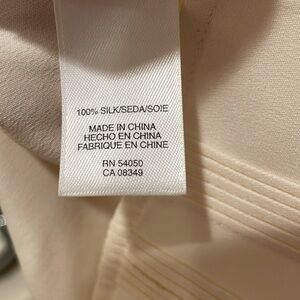 100% SILK/SEDA/SOIE
MADE IN CHINA
HECHO EN CHINA
FABRIQUE EN CHINE
RN 54050
CA 08349